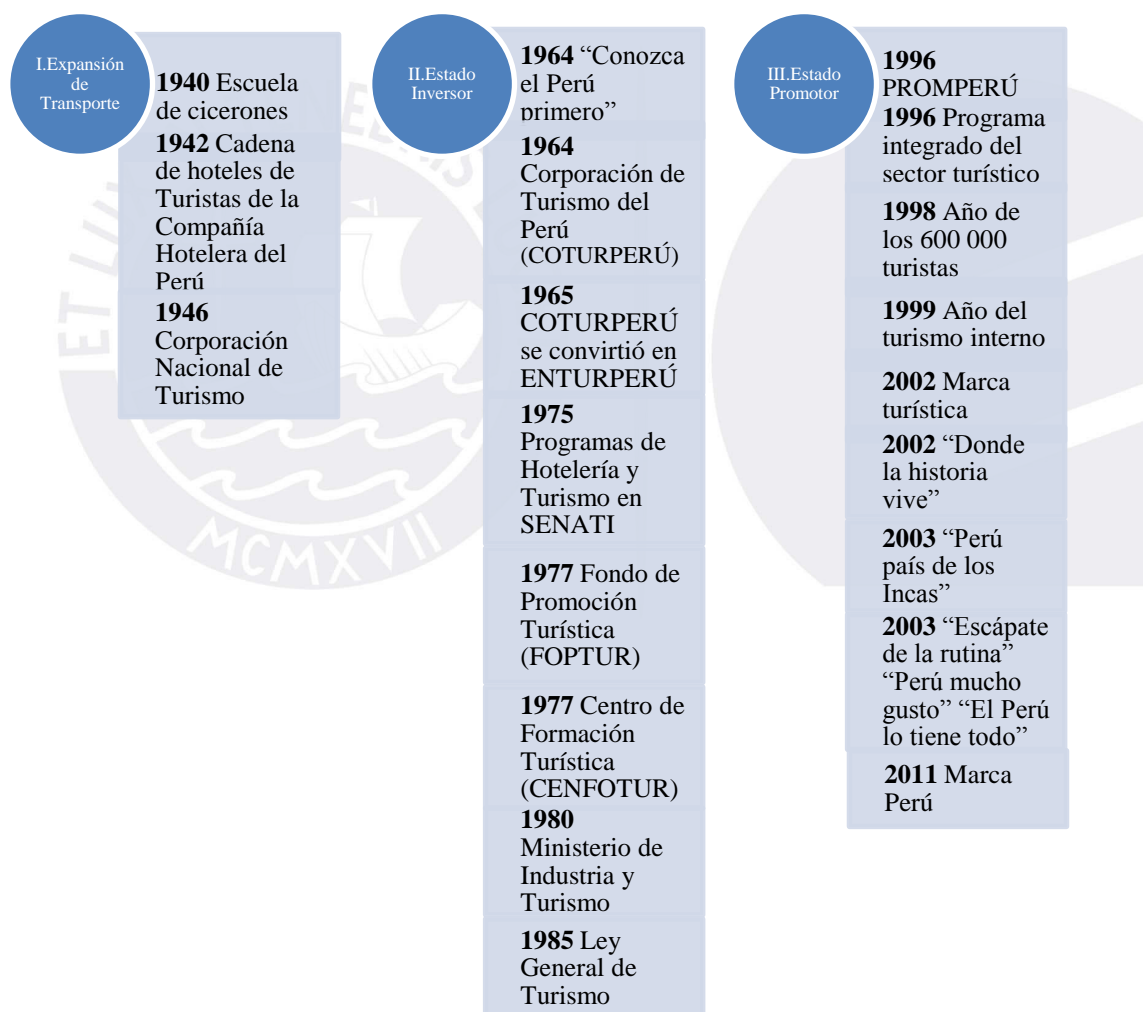 I.Expansión
de
Transporte
1940 Escuela
de cicerones
1942 Cadena
de hoteles de
Turistas de la
Compañía
Hotelera del
Perú
1946
Corporación
Nacional de
Turismo
II.Estado
Inversor
1964 “Conozca
el Perú
primero”
1964
Corporación de
Turismo del
Perú
(COTURPERÚ)
1965
COTURPERÚ
se convirtió en
ENTURPERÚ
1975
Programas de
Hotelería y
Turismo en
SENATI
1977 Fondo de
Promoción
Turística
(FOPTUR)
1977 Centro de
Formación
Turística
(CENFOTUR)
1980
Ministerio de
Industria y
Turismo
1985 Ley
General de
Turismo
III.Estado
Promotor
1996
PROMPERÚ
1996 Programa
integrado del
sector turístico
1998 Año de
los 600 000
turistas
1999 Año del
turismo interno
2002 Marca
turística
2002 “Donde
la historia
vive”
2003 “Perú
país de los
Incas”
2003 “Escápate
de la rutina”
“Perú mucho
gusto” “El Perú
lo tiene todo”
2011 Marca
Perú
MCMXVII